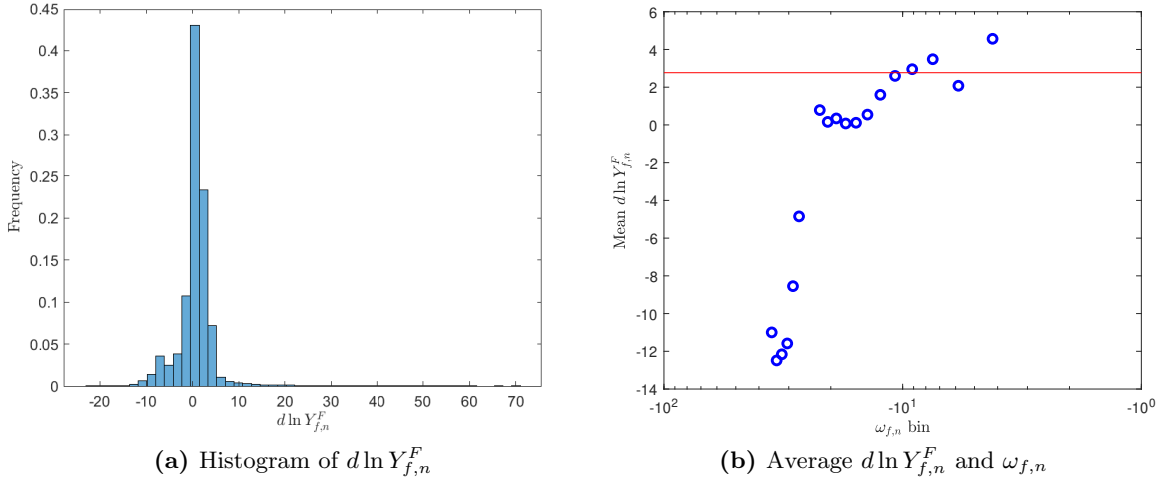 0.45
0.4
0.35
0.3
0.25
0.2
0.15
0.1
0.05
0
Frequency
-20 -10 0 10 20 30 40 50 60 70
d ln Y^F_{f,n}
(a) Histogram of d ln Y^F_{f,n}
6
4
2
0
-2
-4
-6
-8
-10
-12
-14
Mean d ln Y^F_{f,n}
-10^2 -10^1 -10^0
ω_{f,n} bin
(b) Average d ln Y^F_{f,n} and ω_{f,n}